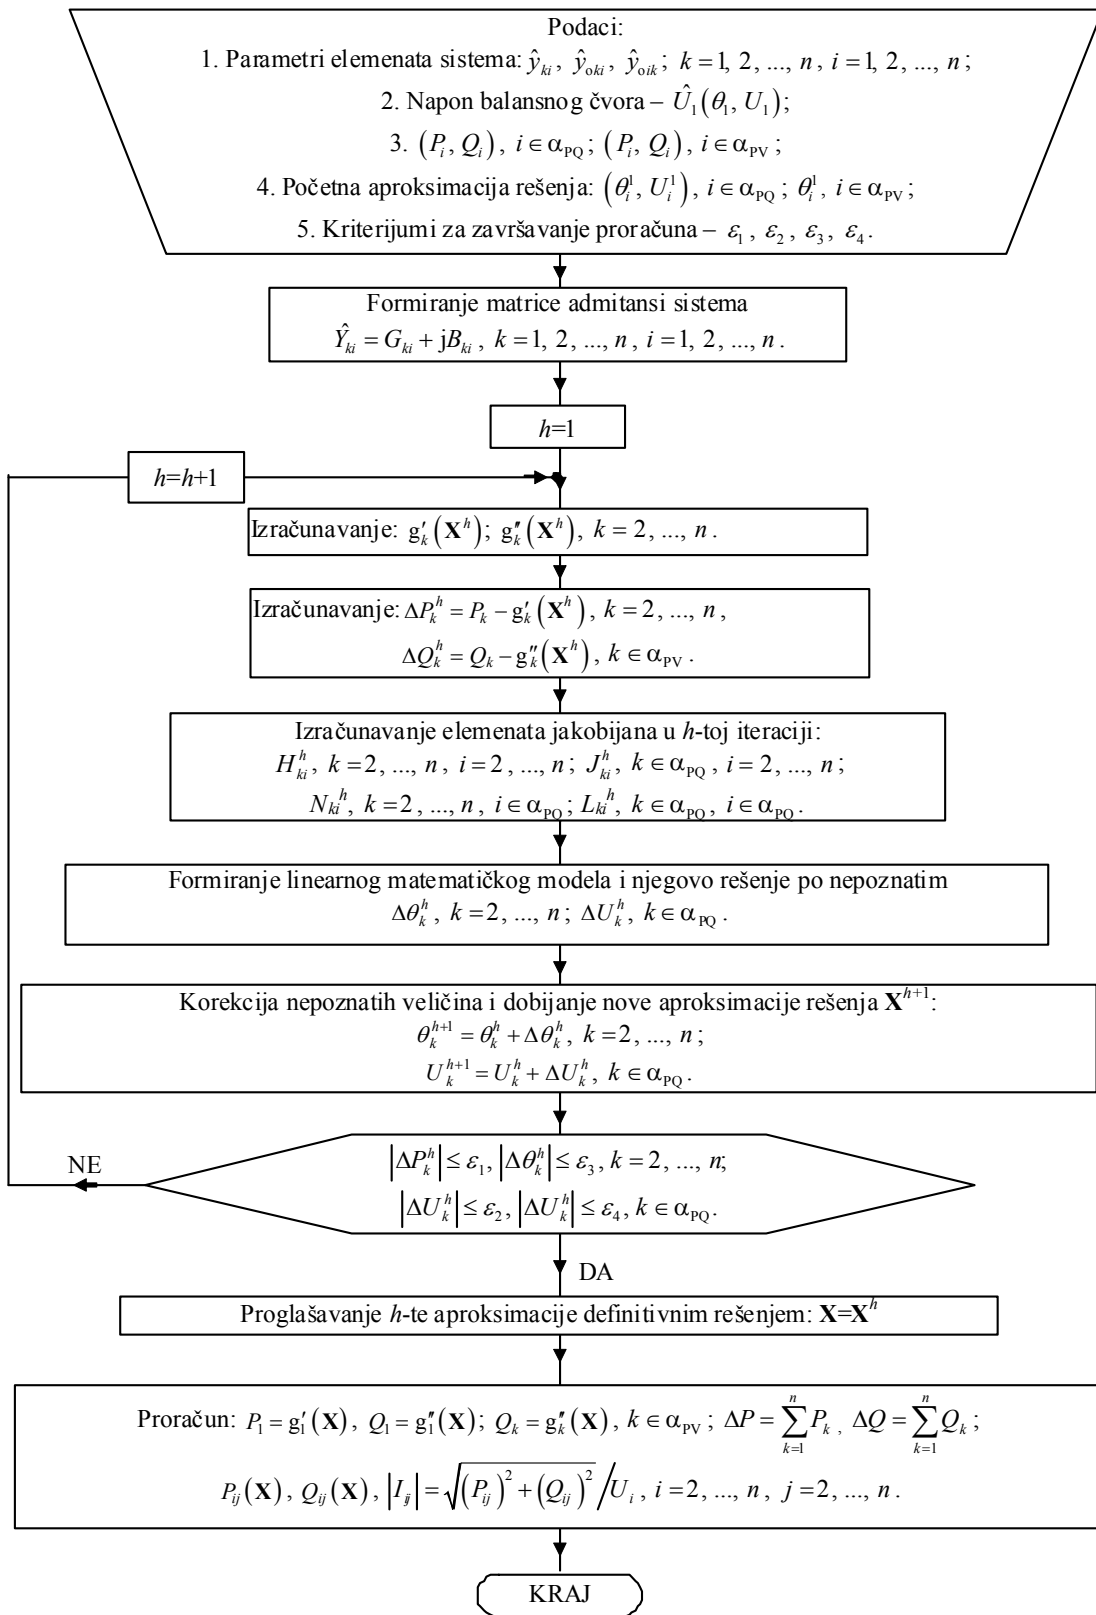 Podaci:
1. Parametri elemenata sistema: ŷ_ki, ŷ_oki, ŷ_oik; k = 1, 2, ..., n, i = 1, 2, ..., n;
2. Napon balansnog čvora – Û_1(θ_1, U_1);
3. (P_i, Q_i), i ∈ α_PQ; (P_i, Q_i), i ∈ α_PV;
4. Početna aproksimacija rešenja: (θ_i^1, U_i^1), i ∈ α_PQ; θ_i^1, i ∈ α_PV;
5. Kriterijumi za završavanje proračuna – ε_1, ε_2, ε_3, ε_4.
Formiranje matrice admitansi sistema
Ŷ_ki = G_ki + jB_ki, k = 1, 2, ..., n, i = 1, 2, ..., n.
h=1
h=h+1
Izračunavanje: g′_k(X^h); g″_k(X^h), k = 2, ..., n.
Izračunavanje: ΔP_k^h = P_k − g′_k(X^h), k = 2, ..., n,
ΔQ_k^h = Q_k − g″_k(X^h), k ∈ α_PV.
Izračunavanje elemenata jakobijana u h-toj iteraciji:
H_ki^h, k = 2, ..., n, i = 2, ..., n; J_ki^h, k ∈ α_PQ, i = 2, ..., n;
N_ki^h, k = 2, ..., n, i ∈ α_PQ; L_ki^h, k ∈ α_PQ, i ∈ α_PQ.
Formiranje linearnog matematičkog modela i njegovo rešenje po nepoznatim
Δθ_k^h, k = 2, ..., n; ΔU_k^h, k ∈ α_PQ.
Korekcija nepoznatih veličina i dobijanje nove aproksimacije rešenja X^{h+1}:
θ_k^{h+1} = θ_k^h + Δθ_k^h, k = 2, ..., n;
U_k^{h+1} = U_k^h + ΔU_k^h, k ∈ α_PQ.
NE
|ΔP_k^h| ≤ ε_1, |Δθ_k^h| ≤ ε_3, k = 2, ..., n;
|ΔU_k^h| ≤ ε_2, |ΔU_k^h| ≤ ε_4, k ∈ α_PQ.
DA
Proglašavanje h-te aproksimacije definitivnim rešenjem: X=X^h
Proračun: P_1 = g′_1(X), Q_1 = g″_1(X); Q_k = g″_k(X), k ∈ α_PV; ΔP = ∑_{k=1}^n P_k, ΔQ = ∑_{k=1}^n Q_k;
P_ij(X), Q_ij(X), |I_ij| = √((P_ij)^2 + (Q_ij)^2)/U_i, i = 2, ..., n, j = 2, ..., n.
KRAJ